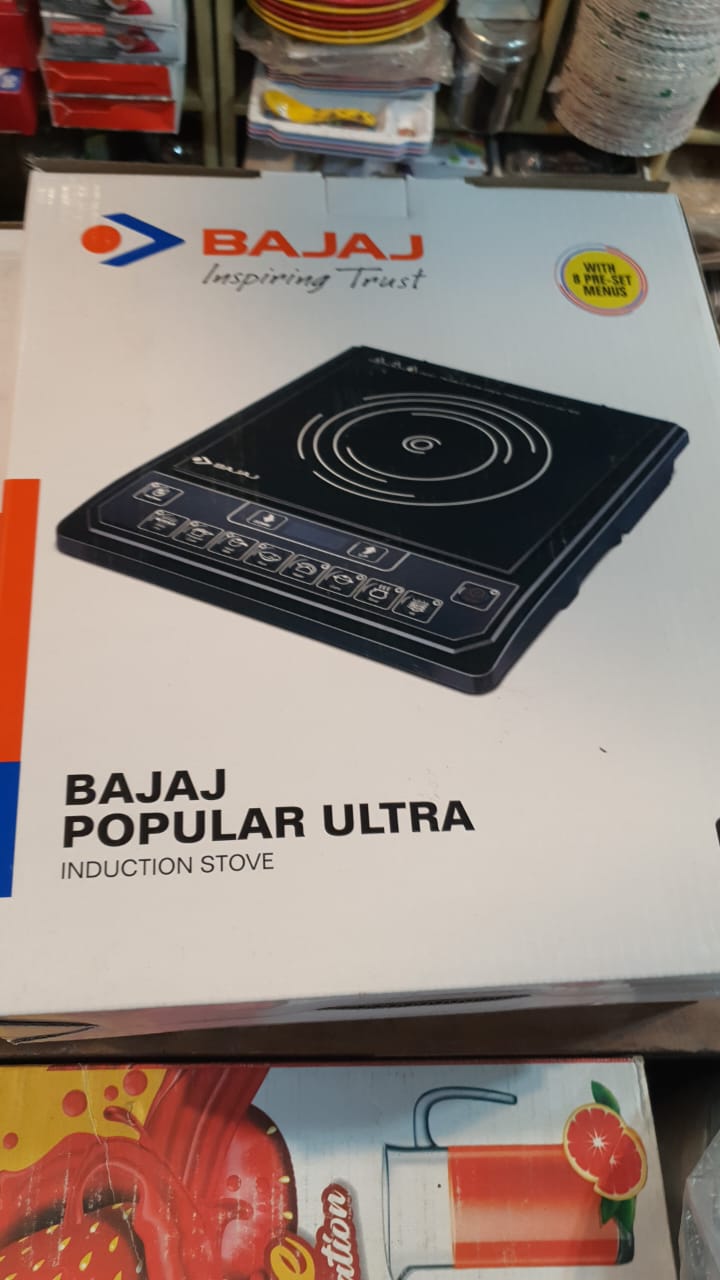 BAJAJ
Inspiring Trust
WITH
8 PRE-SET
MENUS
BAJAJ
BAJAJ
POPULAR ULTRA
INDUCTION STOVE